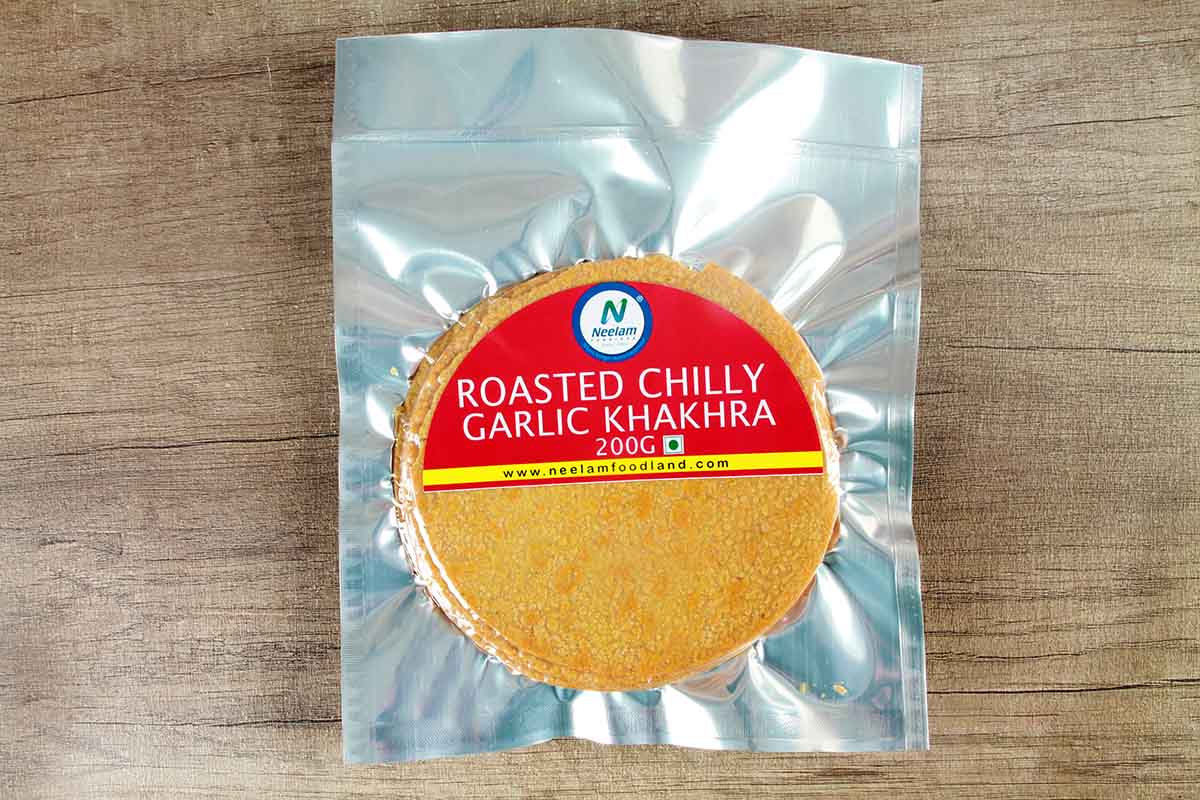 N
®
Neelam
ROASTED CHILLY
GARLIC KHAKHRA
200G
www.neelamfoodland.com